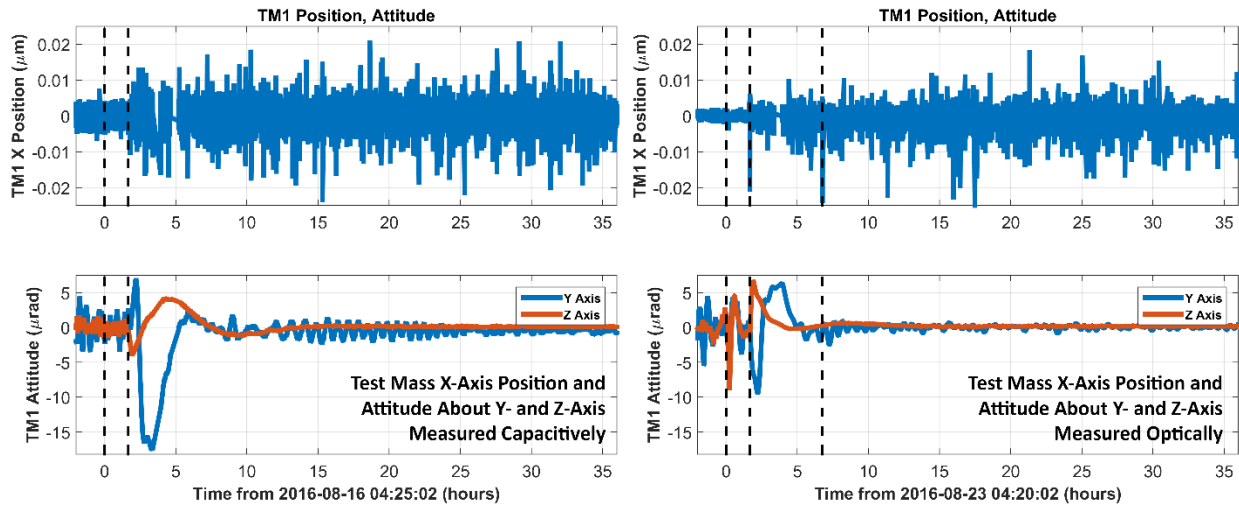 TM1 Position, Attitude
TM1 X Position (μm)
0.02
0.01
0
-0.01
-0.02
0 5 10 15 20 25 30 35
TM1 Attitude (μrad)
5
0
-5
-10
-15
Y Axis
Z Axis
Test Mass X-Axis Position and
Attitude About Y- and Z-Axis
Measured Capacitively
0 5 10 15 20 25 30 35
Time from 2016-08-16 04:25:02 (hours)
TM1 Position, Attitude
TM1 X Position (μm)
0.02
0.01
0
-0.01
-0.02
0 5 10 15 20 25 30 35
TM1 Attitude (μrad)
5
0
-5
-10
-15
Y Axis
Z Axis
Test Mass X-Axis Position and
Attitude About Y- and Z-Axis
Measured Optically
0 5 10 15 20 25 30 35
Time from 2016-08-23 04:20:02 (hours)